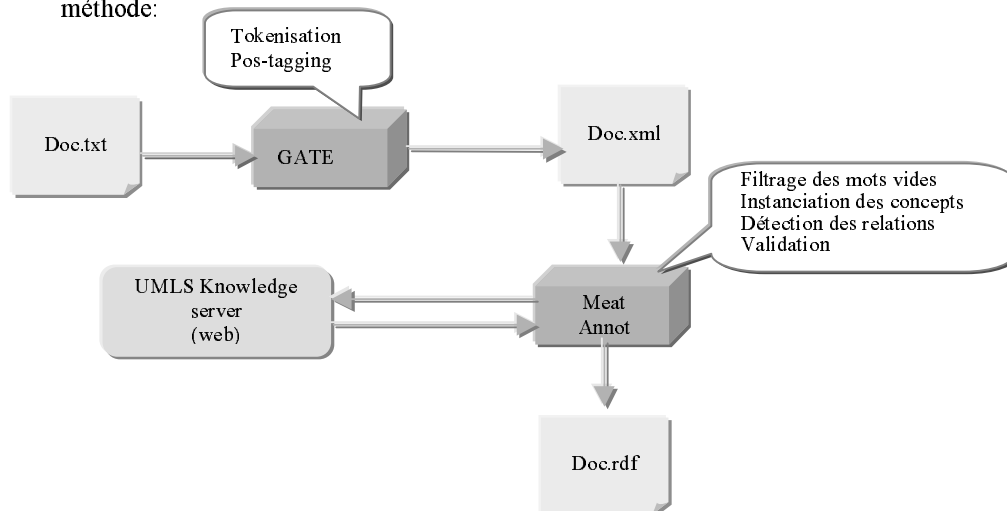 méthode:
Tokenisation
Pos-tagging
Doc.txt
GATE
Doc.xml
Filtrage des mots vides
Instanciation des concepts
Détection des relations
Validation
UMLS Knowledge
server
(web)
Meat
Annot
Doc.rdf